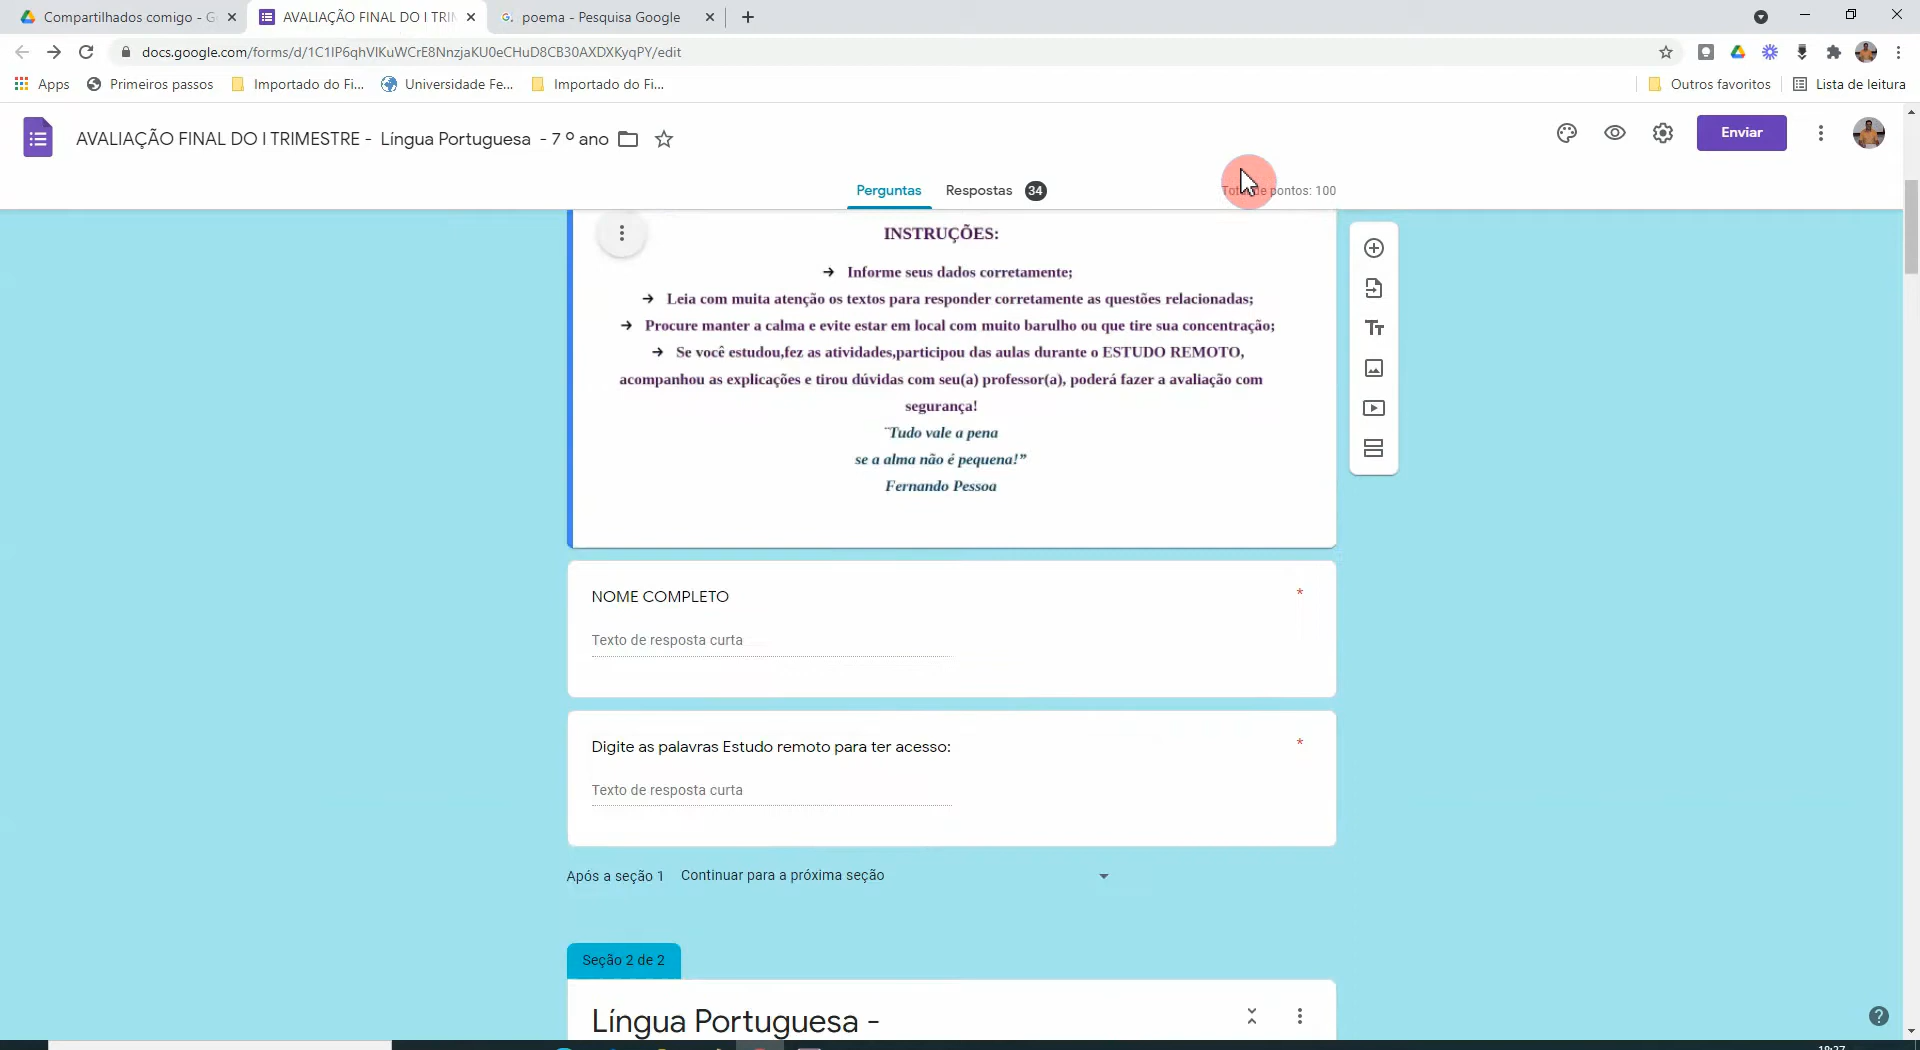 Compartilhados comigo - G
AVALIAÇÃO FINAL DO I TRIM
poema - Pesquisa Google
docs.google.com/forms/d/1C1IP6qhVlKuWCrE8NnzjaKU0eCHuD8CB30AXDXKyqPY/edit
Apps
Primeiros passos
Importado do Fi...
Universidade Fe...
Importado do Fi...
Outros favoritos
Lista de leitura
AVALIAÇÃO FINAL DO I TRIMESTRE - Língua Portuguesa - 7 º ano
Enviar
Perguntas
Respostas 34
pontos: 100
INSTRUÇÕES:
➔ Informe seus dados corretamente;
➔ Leia com muita atenção os textos para responder corretamente as questões relacionadas;
➔ Procure manter a calma e evite estar em local com muito barulho ou que tire sua concentração;
➔ Se você estudou,fez as atividades,participou das aulas durante o ESTUDO REMOTO,
acompanhou as explicações e tirou dúvidas com seu(a) professor(a), poderá fazer a avaliação com
segurança!
¨Tudo vale a pena
se a alma não é pequena!”
Fernando Pessoa
NOME COMPLETO *
Texto de resposta curta
Digite as palavras Estudo remoto para ter acesso: *
Texto de resposta curta
Após a seção 1 Continuar para a próxima seção
Seção 2 de 2
Língua Portuguesa -